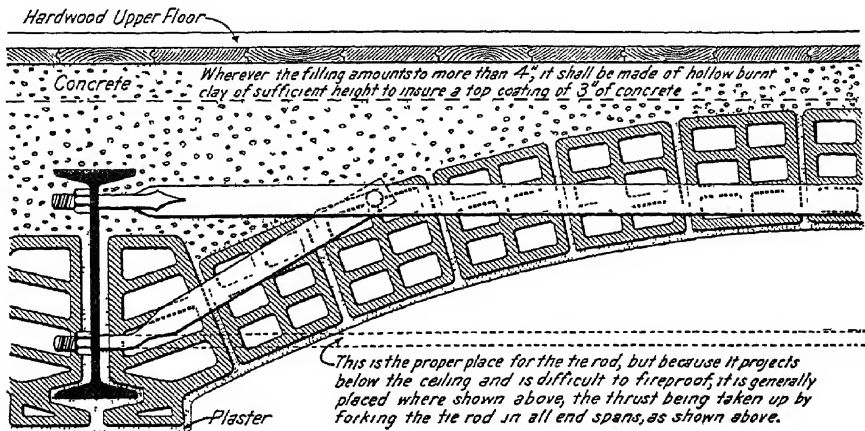 Hardwood Upper Floor
Concrete
Wherever the filling amounts to more than 4," it shall be made of hollow burnt
clay of sufficient height to insure a top coating of 3" of concrete
This is the proper place for the tie rod, but because it projects
below the ceiling and is difficult to fireproof, it is generally
placed where shown above, the thrust being taken up by
forking the tie rod in all end spans, as shown above.
Plaster